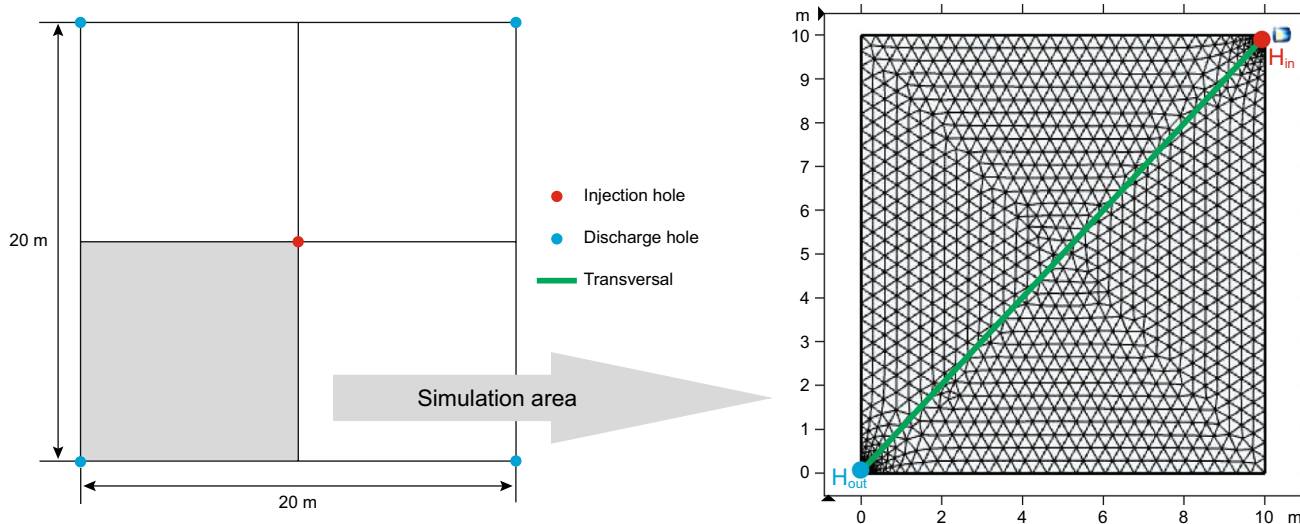 20 m
20 m
Injection hole
Discharge hole
Transversal
Simulation area
m
10
9
8
7
6
5
4
3
2
1
0
H_in
H_out
0
2
4
6
8
10
m